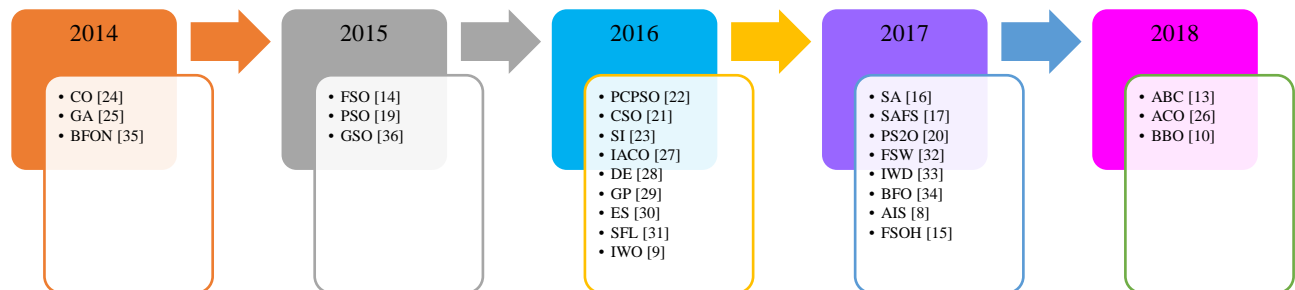 2014
• CO [24]
• GA [25]
• BFON [35]
2015
• FSO [14]
• PSO [19]
• GSO [36]
2016
• PCPSO [22]
• CSO [21]
• SI [23]
• IACO [27]
• DE [28]
• GP [29]
• ES [30]
• SFL [31]
• IWO [9]
2017
• SA [16]
• SAFS [17]
• PS2O [20]
• FSW [32]
• IWD [33]
• BFO [34]
• AIS [8]
• FSOH [15]
2018
• ABC [13]
• ACO [26]
• BBO [10]